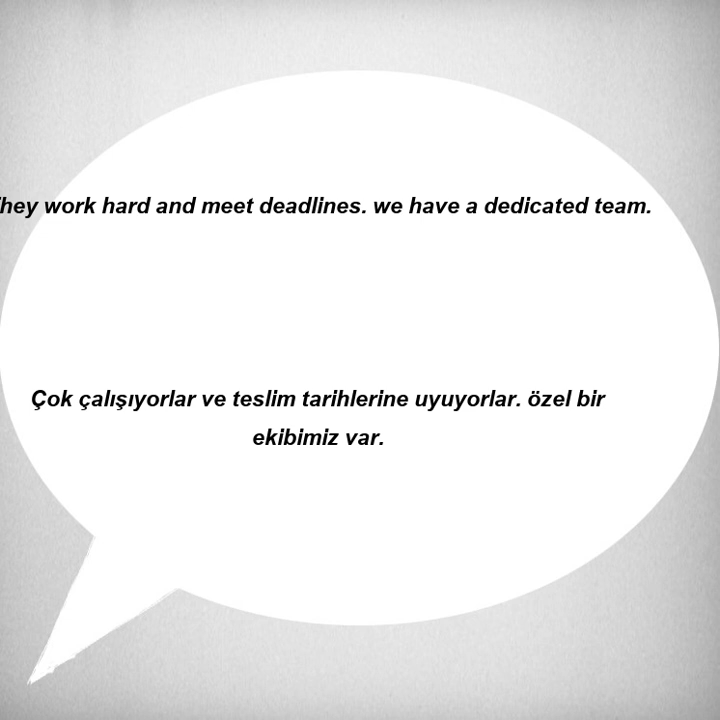 They work hard and meet deadlines. we have a dedicated team.
Çok çalışıyorlar ve teslim tarihlerine uyuyorlar. özel bir
ekibimiz var.